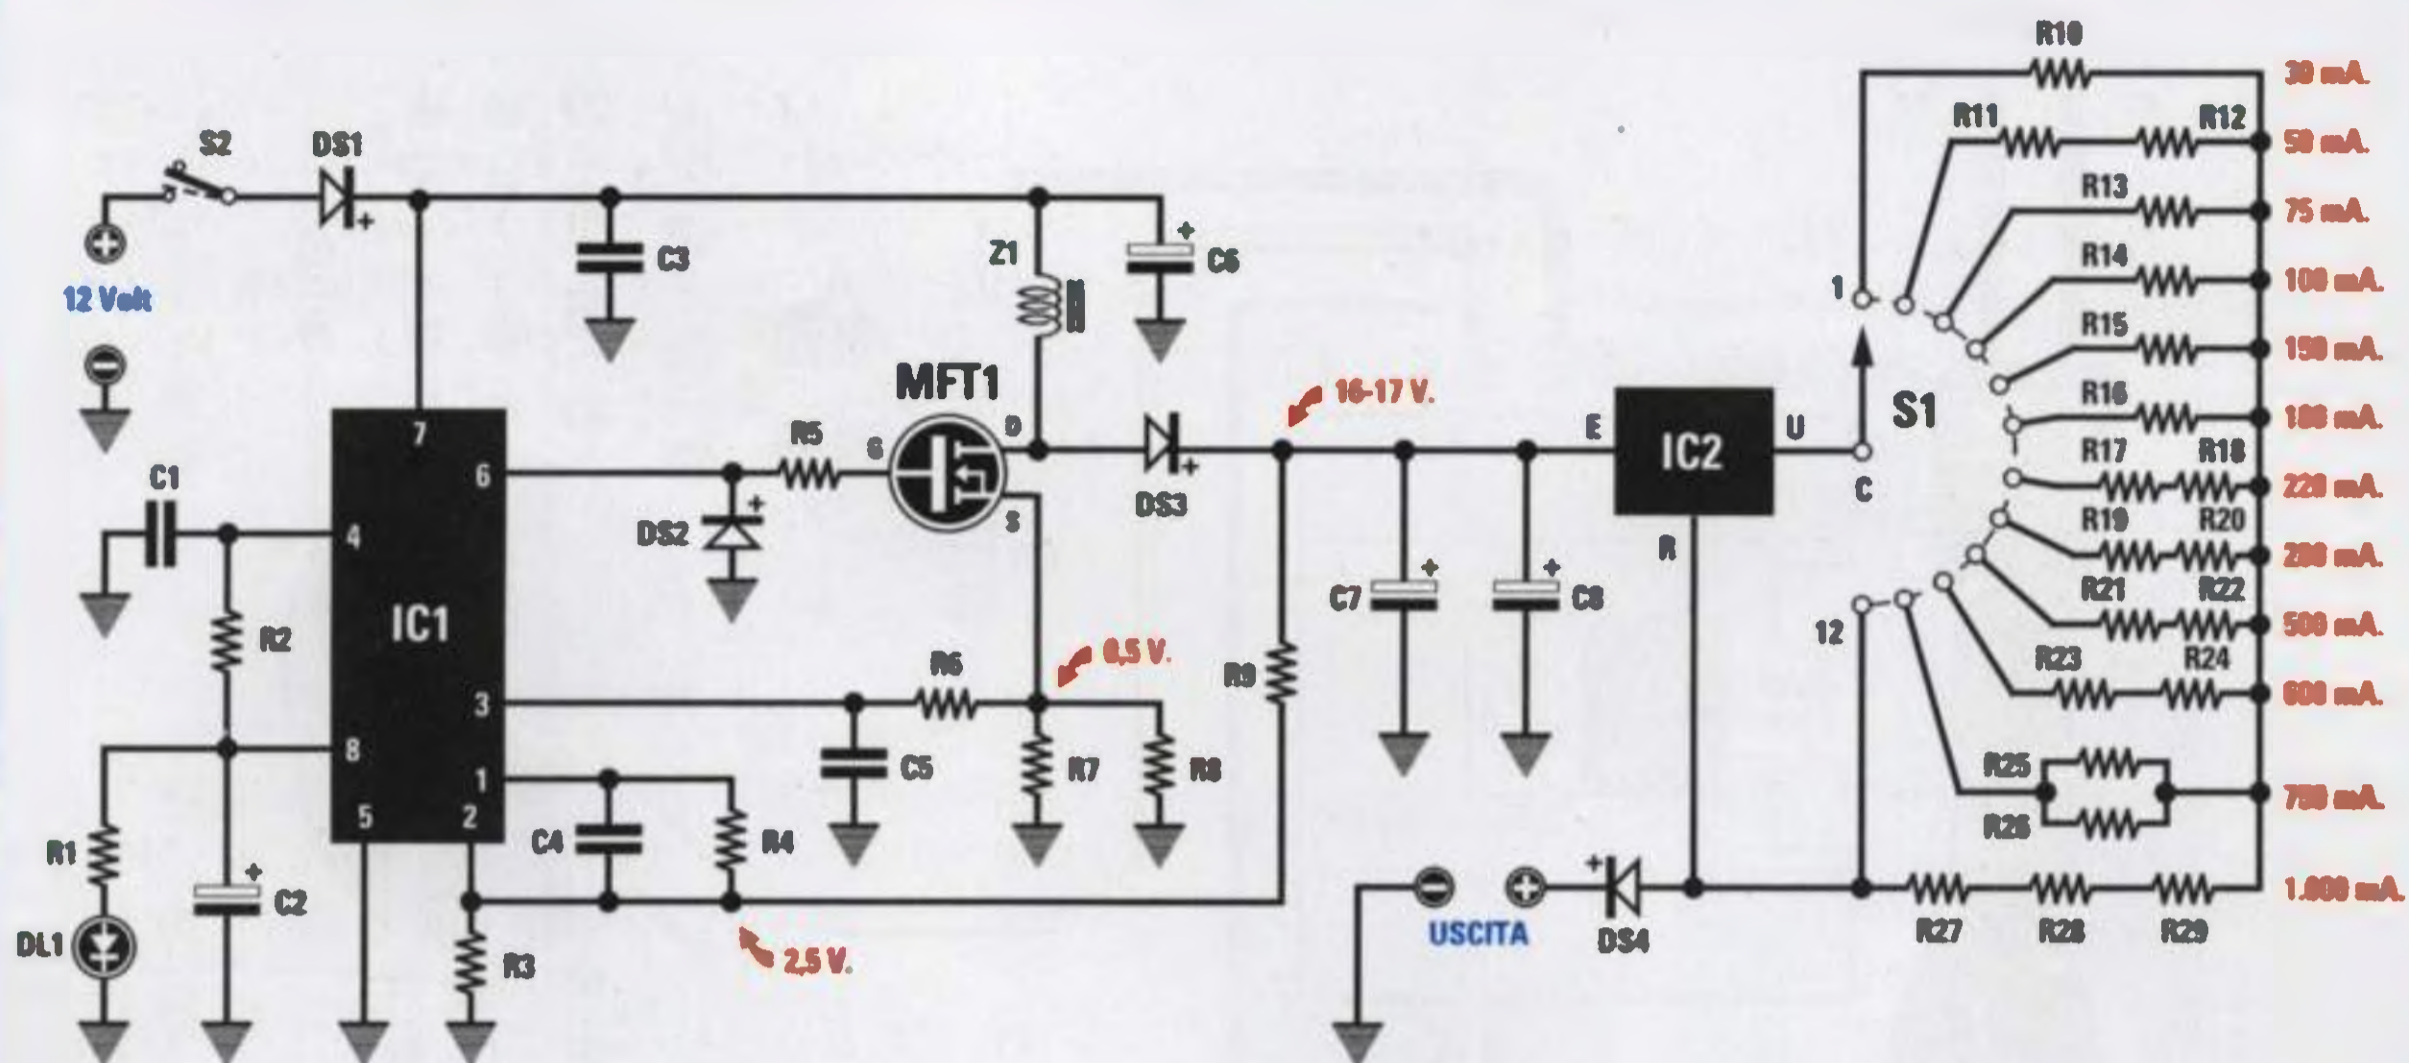 R10
30 mA.
R11
R12
50 mA.
S2
DS1
R13
75 mA.
+
C3
Z1
+
C6
R14
100 mA.
12 Volt
1
R15
150 mA.
MFT1
16-17 V.
R16
180 mA.
S1
7
R5
G
D
E
IC2
U
R17
R18
220 mA.
6
C1
+
DS2
S
+
DS3
C
R19
R20
280 mA.
4
R
C7
+
C8
+
R21
R22
500 mA.
IC1
R2
12
0,5 V.
R6
R9
R23
R24
600 mA.
3
8
1
C5
R7
R8
R25
750 mA.
5
2
C4
R4
R26
R1
+
C2
+
1.000 mA.
DL1
USCITA
DS4
R27
R28
R29
R3
2,5 V.